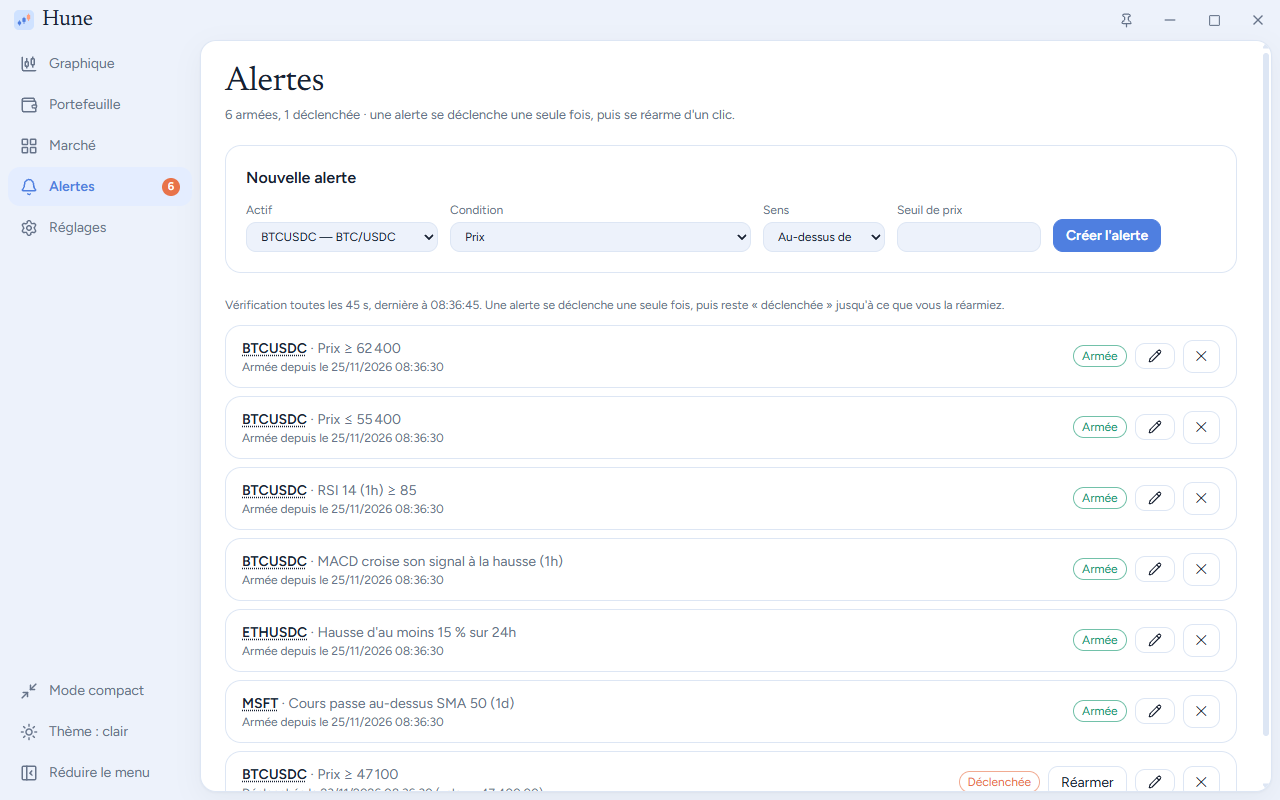 Hune
Graphique
Portefeuille
Marché
Alertes 6
Réglages
Mode compact
Thème : clair
Réduire le menu
Alertes
6 armées, 1 déclenchée · une alerte se déclenche une seule fois, puis se réarme d'un clic.
Nouvelle alerte
Actif Condition Sens Seuil de prix
BTCUSDC — BTC/USDC Prix Au-dessus de Créer l'alerte
Vérification toutes les 45 s, dernière à 08:36:45. Une alerte se déclenche une seule fois, puis reste « déclenchée » jusqu'à ce que vous la réarmiez.
BTCUSDC · Prix ≥ 62 400
Armée depuis le 25/11/2026 08:36:30
Armée
BTCUSDC · Prix ≤ 55 400
Armée depuis le 25/11/2026 08:36:30
Armée
BTCUSDC · RSI 14 (1h) ≥ 85
Armée depuis le 25/11/2026 08:36:30
Armée
BTCUSDC · MACD croise son signal à la hausse (1h)
Armée depuis le 25/11/2026 08:36:30
Armée
ETHUSDC · Hausse d'au moins 15 % sur 24h
Armée depuis le 25/11/2026 08:36:30
Armée
MSFT · Cours passe au-dessus SMA 50 (1d)
Armée depuis le 25/11/2026 08:36:30
Armée
BTCUSDC · Prix ≥ 47 100
Déclenchée Réarmer